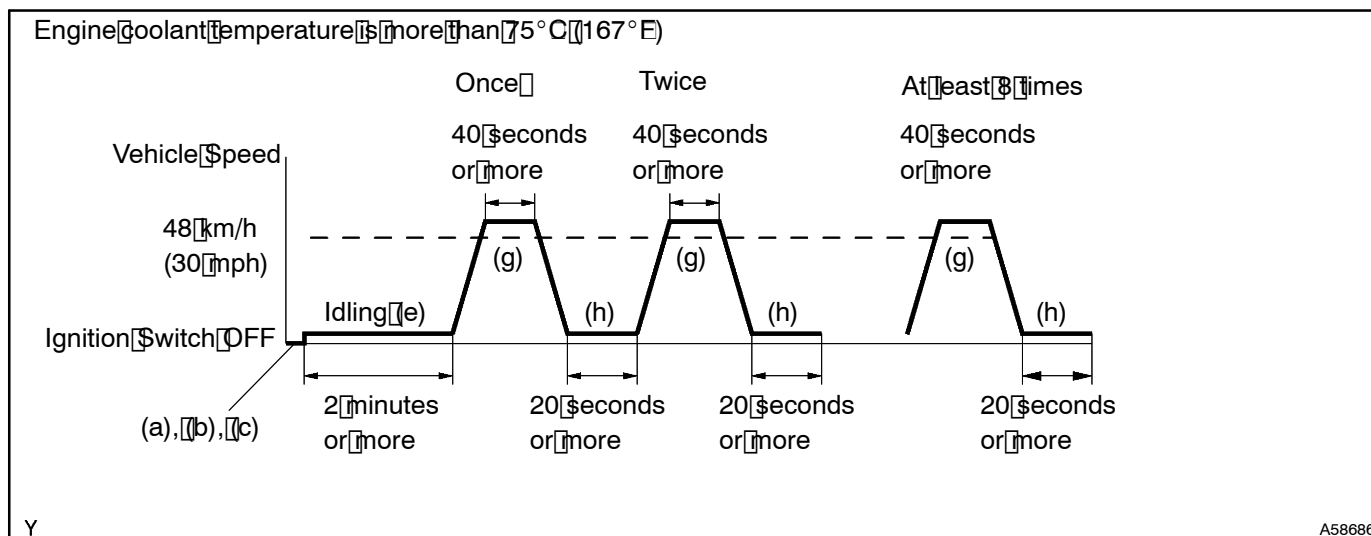 Engine coolant temperature is more than 75°C (167°F)
Once
Twice
At least 8 times
40 seconds
or more
40 seconds
or more
40 seconds
or more
Vehicle Speed
48 km/h
(30 mph)
(g)
(g)
(g)
Idling (e)
(h)
(h)
(h)
Ignition Switch OFF
2 minutes
or more
20 seconds
or more
20 seconds
or more
20 seconds
or more
(a), (b), (c)
Y
A58686